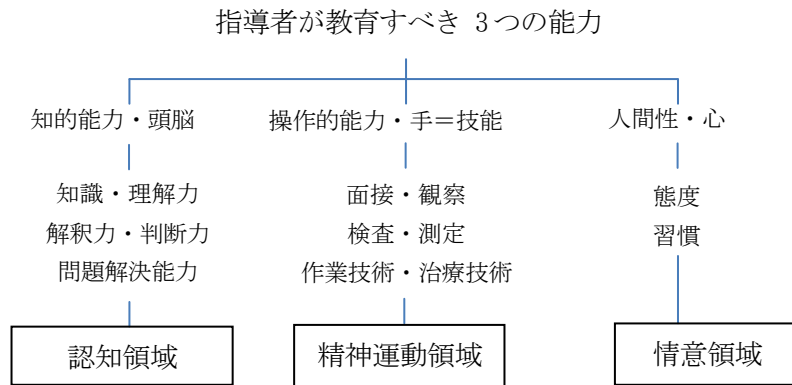 指導者が教育すべき 3つの能力
知的能力・頭脳
操作的能力・手＝技能
人間性・心
知識・理解力
解釈力・判断力
問題解決能力
面接・観察
検査・測定
作業技術・治療技術
態度
習慣
認知領域
精神運動領域
情意領域